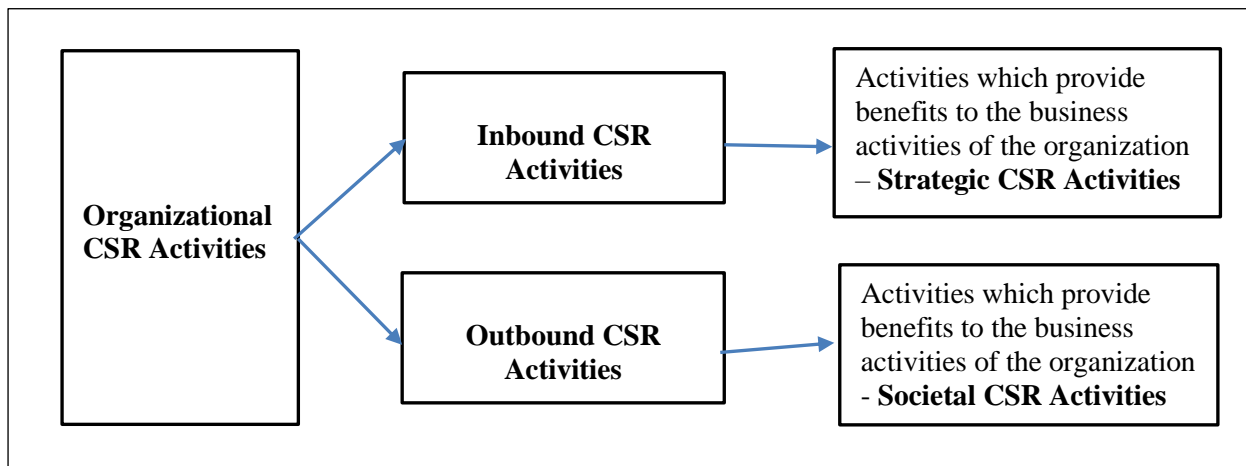 Organizational
CSR Activities
Inbound CSR
Activities
Activities which provide
benefits to the business
activities of the organization
– Strategic CSR Activities
Outbound CSR
Activities
Activities which provide
benefits to the business
activities of the organization
- Societal CSR Activities